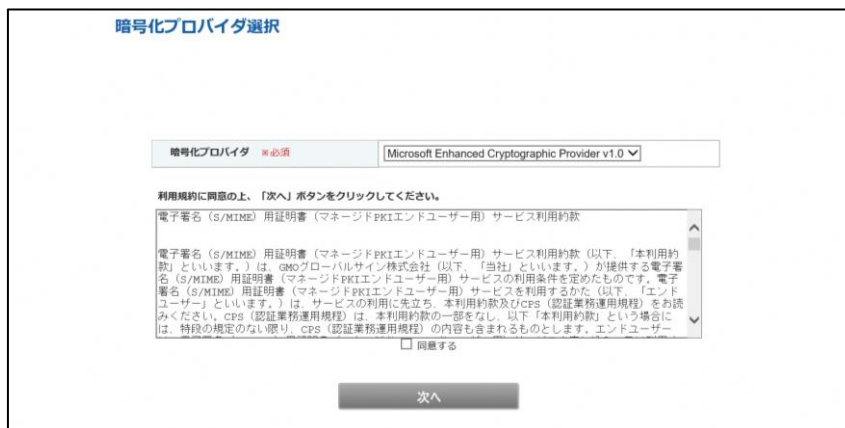 暗号化プロバイダ選択
暗号化プロバイダ ※必須 Microsoft Enhanced Cryptographic Provider v1.0
利用規約に同意の上、「次へ」ボタンをクリックしてください。
電子署名（S/MIME）用証明書（マネージドPKIエンドユーザー用）サービス利用約款
電子署名（S/MIME）用証明書（マネージドPKIエンドユーザー用）サービス利用約款（以下、「本利用約
款」といいます。）は、GMOグローバルサイン株式会社（以下、「当社」といいます。）が提供する電子署
名（S/MIME）用証明書（マネージドPKIエンドユーザー用）サービスの利用条件を定めたものです。電子
署名（S/MIME）用証明書（マネージドPKIエンドユーザー用）サービスを利用するかた（以下、「エンド
ユーザー」といいます。）は、サービスの利用に先立ち、本利用約款及びCPS（認証業務運用規程）をお読
みください。CPS（認証業務運用規程）は、本利用約款の一部をなし、以下「本利用約款」という場合に
は、特段の規定のない限り、CPS（認証業務運用規程）の内容も含まれるものとします。エンドユーザー
同意する
次へ